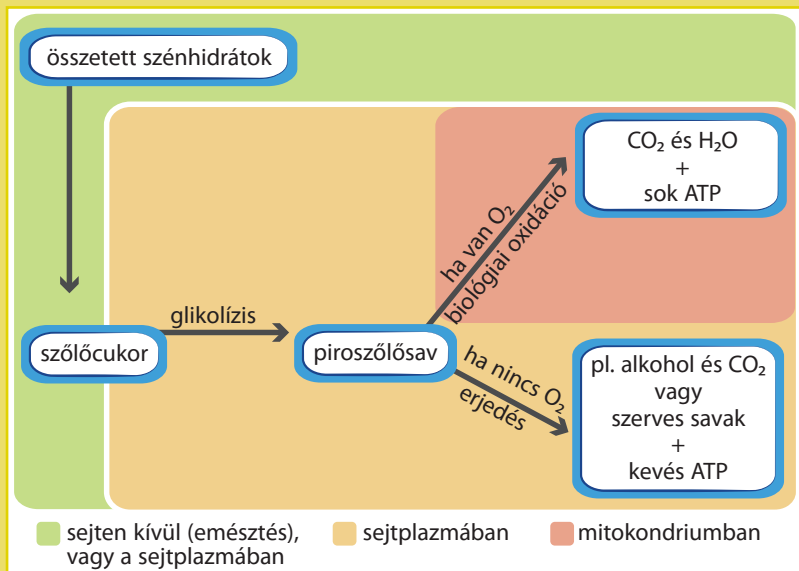 összetett szénhidrátok
CO₂ és H₂O
+
sok ATP
ha van O₂
biológiai oxidáció
glikolízis
szőlőcukor
piroszőlősav
ha nincs O₂
erjedés
pl. alkohol és CO₂
vagy
szerves savak
+
kevés ATP
sejten kívül (emésztés),
vagy a sejtplazmában
sejtplazmában
mitokondriumban